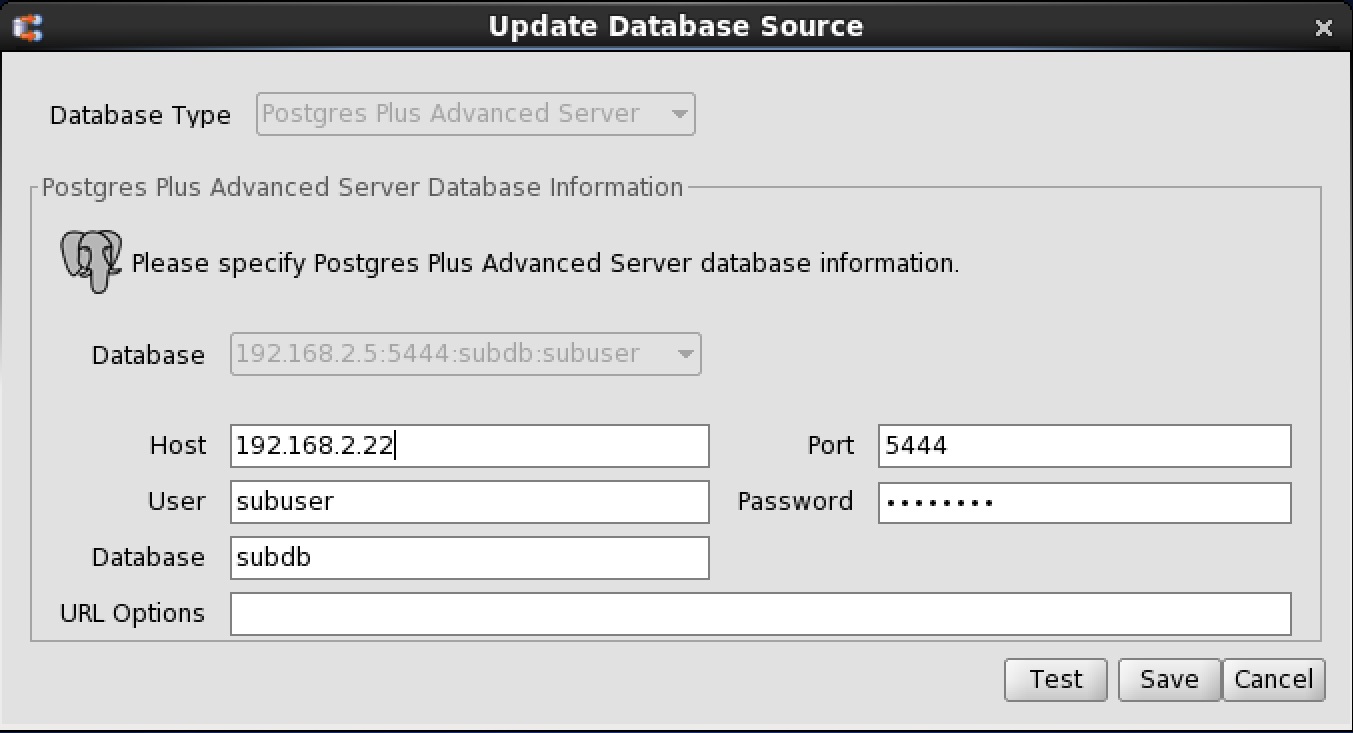 Update Database Source
Database Type Postgres Plus Advanced Server
Postgres Plus Advanced Server Database Information
Please specify Postgres Plus Advanced Server database information.
Database 192.168.2.5:5444:subdb:subuser
Host 192.168.2.22 Port 5444
User subuser Password ••••••••
Database subdb
URL Options
Test Save Cancel